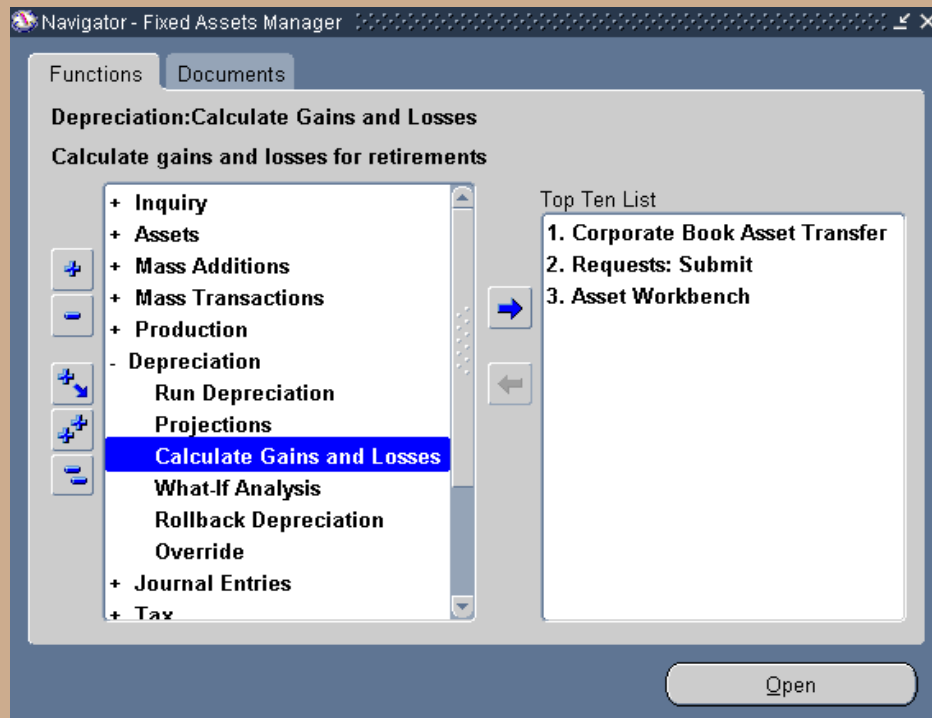 Navigator - Fixed Assets Manager
Functions
Documents
Depreciation:Calculate Gains and Losses
Calculate gains and losses for retirements
+ Inquiry
+ Assets
+ Mass Additions
+ Mass Transactions
+ Production
- Depreciation
Run Depreciation
Projections
Calculate Gains and Losses
What-If Analysis
Rollback Depreciation
Override
+ Journal Entries
+ Tax
Top Ten List
1. Corporate Book Asset Transfer
2. Requests: Submit
3. Asset Workbench
Open